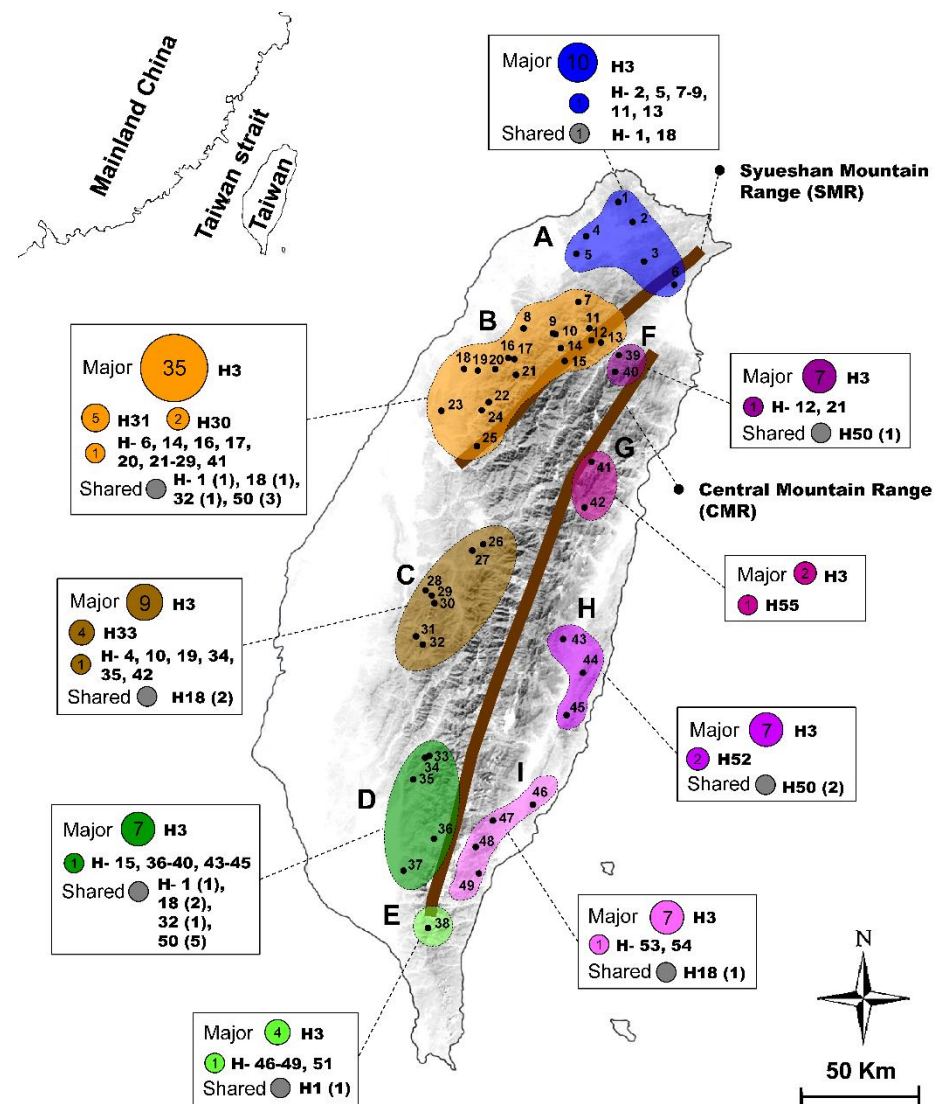 Mainland China
Taiwan strait
Taiwan
Major 10 H3
1 H- 2, 5, 7-9,
11, 13
Shared 1 H- 1, 18
Syueshan Mountain
Range (SMR)
A
1
2
4
3
5
6
B
7
8
9
10
11
12
13
14
15
16
17
18
19
20
21
22
23
24
25
F
39
40
Major 35 H3
5 H31 2 H30
1 H- 6, 14, 16, 17,
20, 21-29, 41
Shared H- 1 (1), 18 (1),
32 (1), 50 (3)
Major 7 H3
1 H- 12, 21
Shared H50 (1)
G
41
42
Central Mountain Range
(CMR)
C
26
27
28
29
30
31
32
Major 9 H3
4 H33
1 H- 4, 10, 19, 34,
35, 42
Shared H18 (2)
Major 2 H3
1 H55
H
43
44
45
Major 7 H3
2 H52
Shared H50 (2)
D
33
34
35
36
37
I
46
47
48
49
Major 7 H3
1 H- 15, 36-40, 43-45
Shared H- 1 (1),
18 (2),
32 (1),
50 (5)
E
38
Major 7 H3
1 H- 53, 54
Shared H18 (1)
Major 4 H3
1 H- 46-49, 51
Shared H1 (1)
N
50 Km